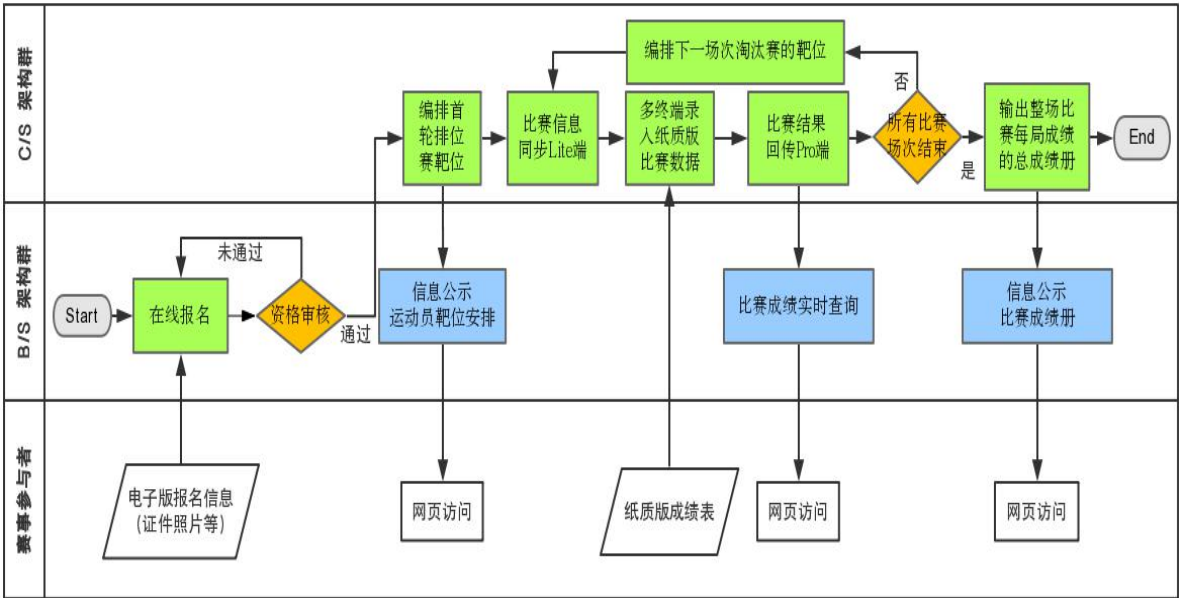 C/S 架构群
编排下一场次淘汰赛的靶位
否
编排首
轮排位
赛靶位
比赛信息
同步Lite端
多终端录
入纸质版
比赛数据
比赛结果
回传Pro端
所有比赛
场次结束
是
输出整场比
赛每局成绩
的总成绩册
End
B/S 架构群
Start
在线报名
未通过
资格审核
通过
信息公示
运动员靶位安排
比赛成绩实时查询
信息公示
比赛成绩册
赛事参与者
电子版报名信息
(证件照片等)
网页访问
纸质版成绩表
网页访问
网页访问